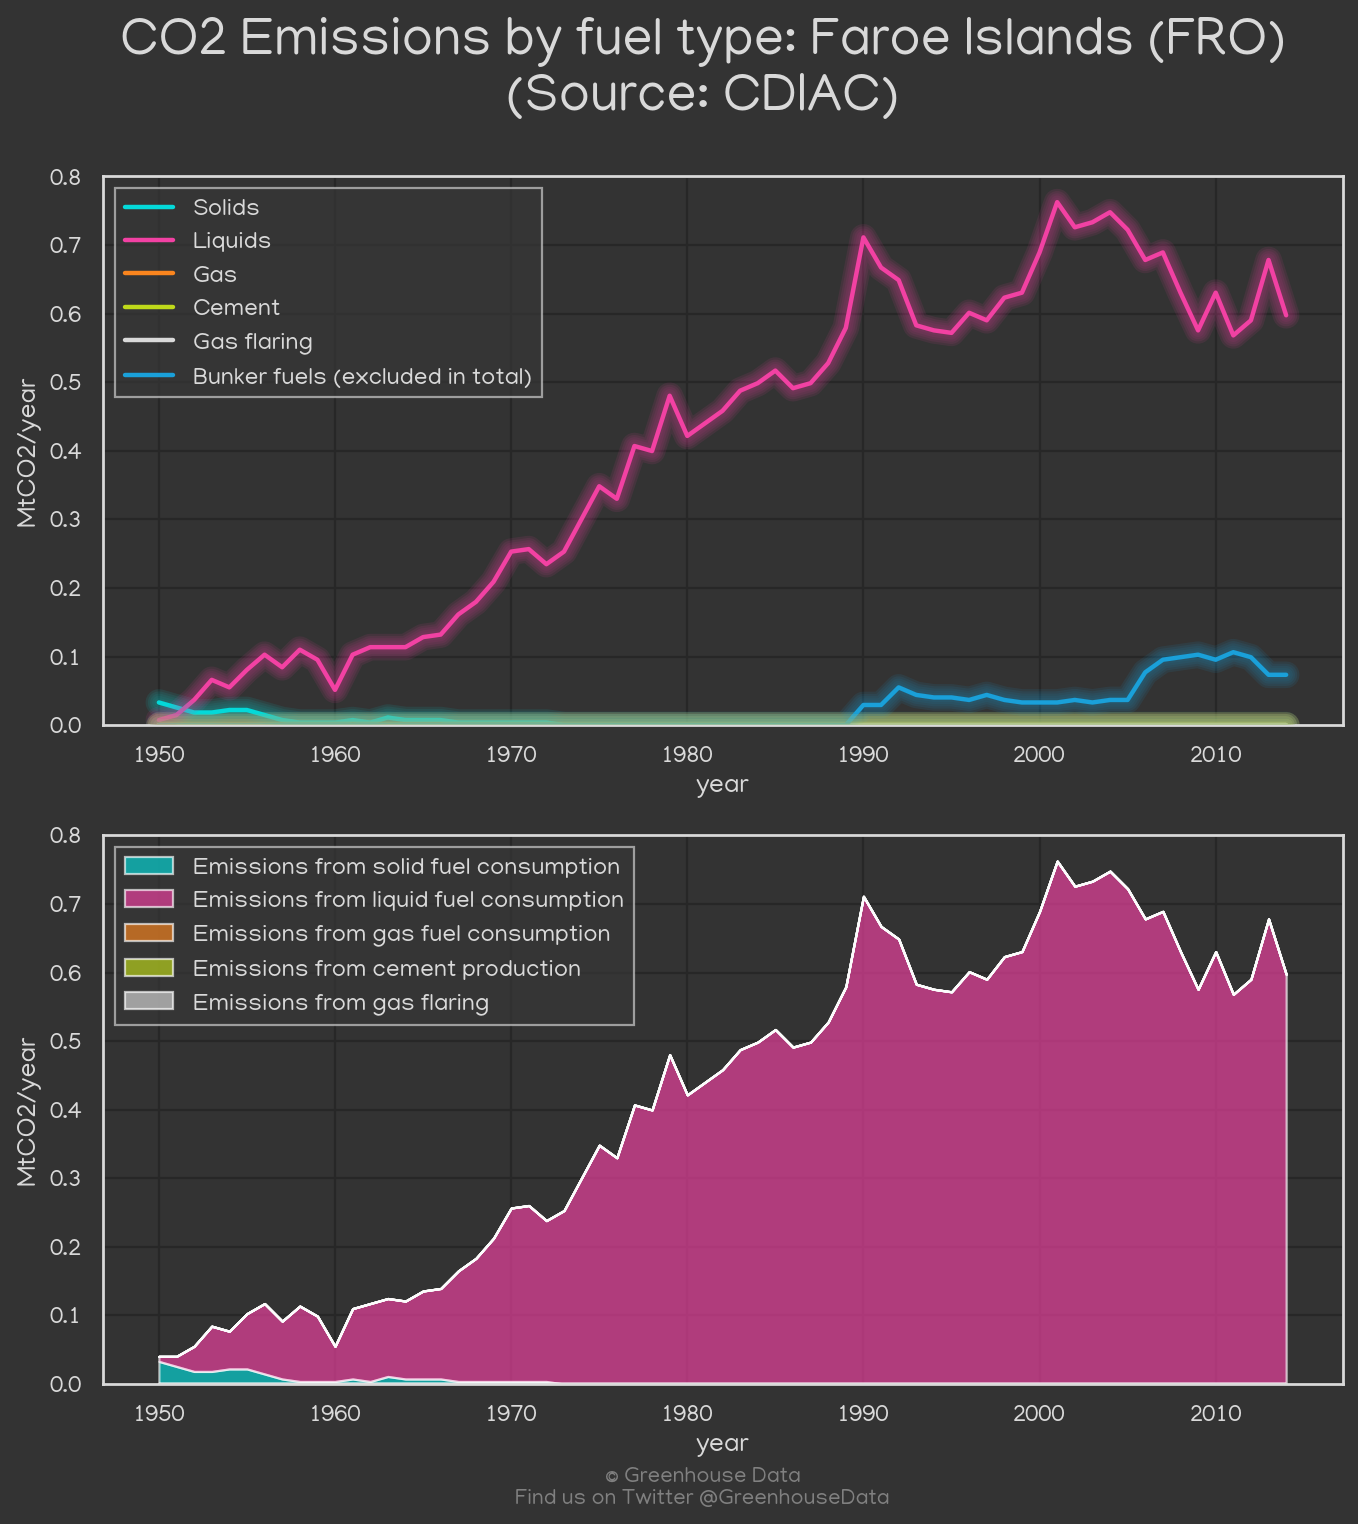 CO2 Emissions by fuel type: Faroe Islands (FRO)
(Source: CDIAC)
0.8
0.7
0.6
0.5
0.4
0.3
0.2
0.1
0.0
MtCO2/year
Solids
Liquids
Gas
Cement
Gas flaring
Bunker fuels (excluded in total)
1950 1960 1970 1980 1990 2000 2010
year
0.8
0.7
0.6
0.5
0.4
0.3
0.2
0.1
0.0
MtCO2/year
Emissions from solid fuel consumption
Emissions from liquid fuel consumption
Emissions from gas fuel consumption
Emissions from cement production
Emissions from gas flaring
1950 1960 1970 1980 1990 2000 2010
year
© Greenhouse Data
Find us on Twitter @GreenhouseData